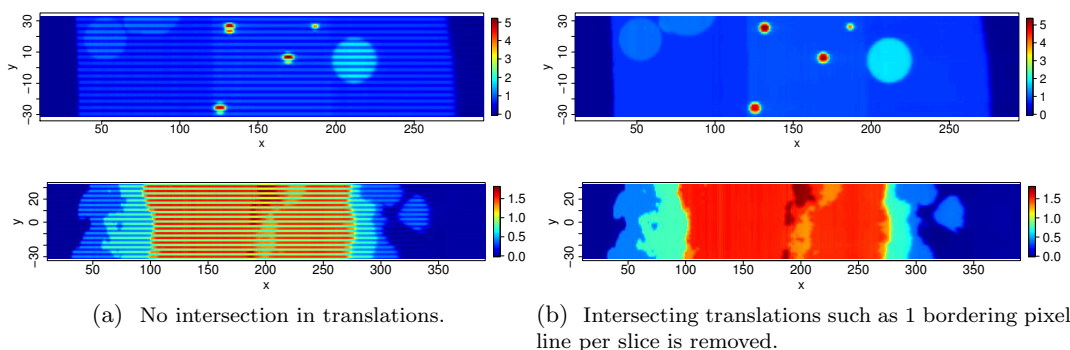 30
10
−10
−30
y
50 100 150 200 250
x
5
4
3
2
1
0
30
10
−10
−30
y
50 100 150 200 250
x
5
4
3
2
1
0
20
0
−30
y
50 100 150 200 250 300 350
x
1.5
1.0
0.5
0.0
20
0
−30
y
50 100 150 200 250 300 350
x
1.5
1.0
0.5
0.0
(a) No intersection in translations.
(b) Intersecting translations such as 1 bordering pixel
line per slice is removed.